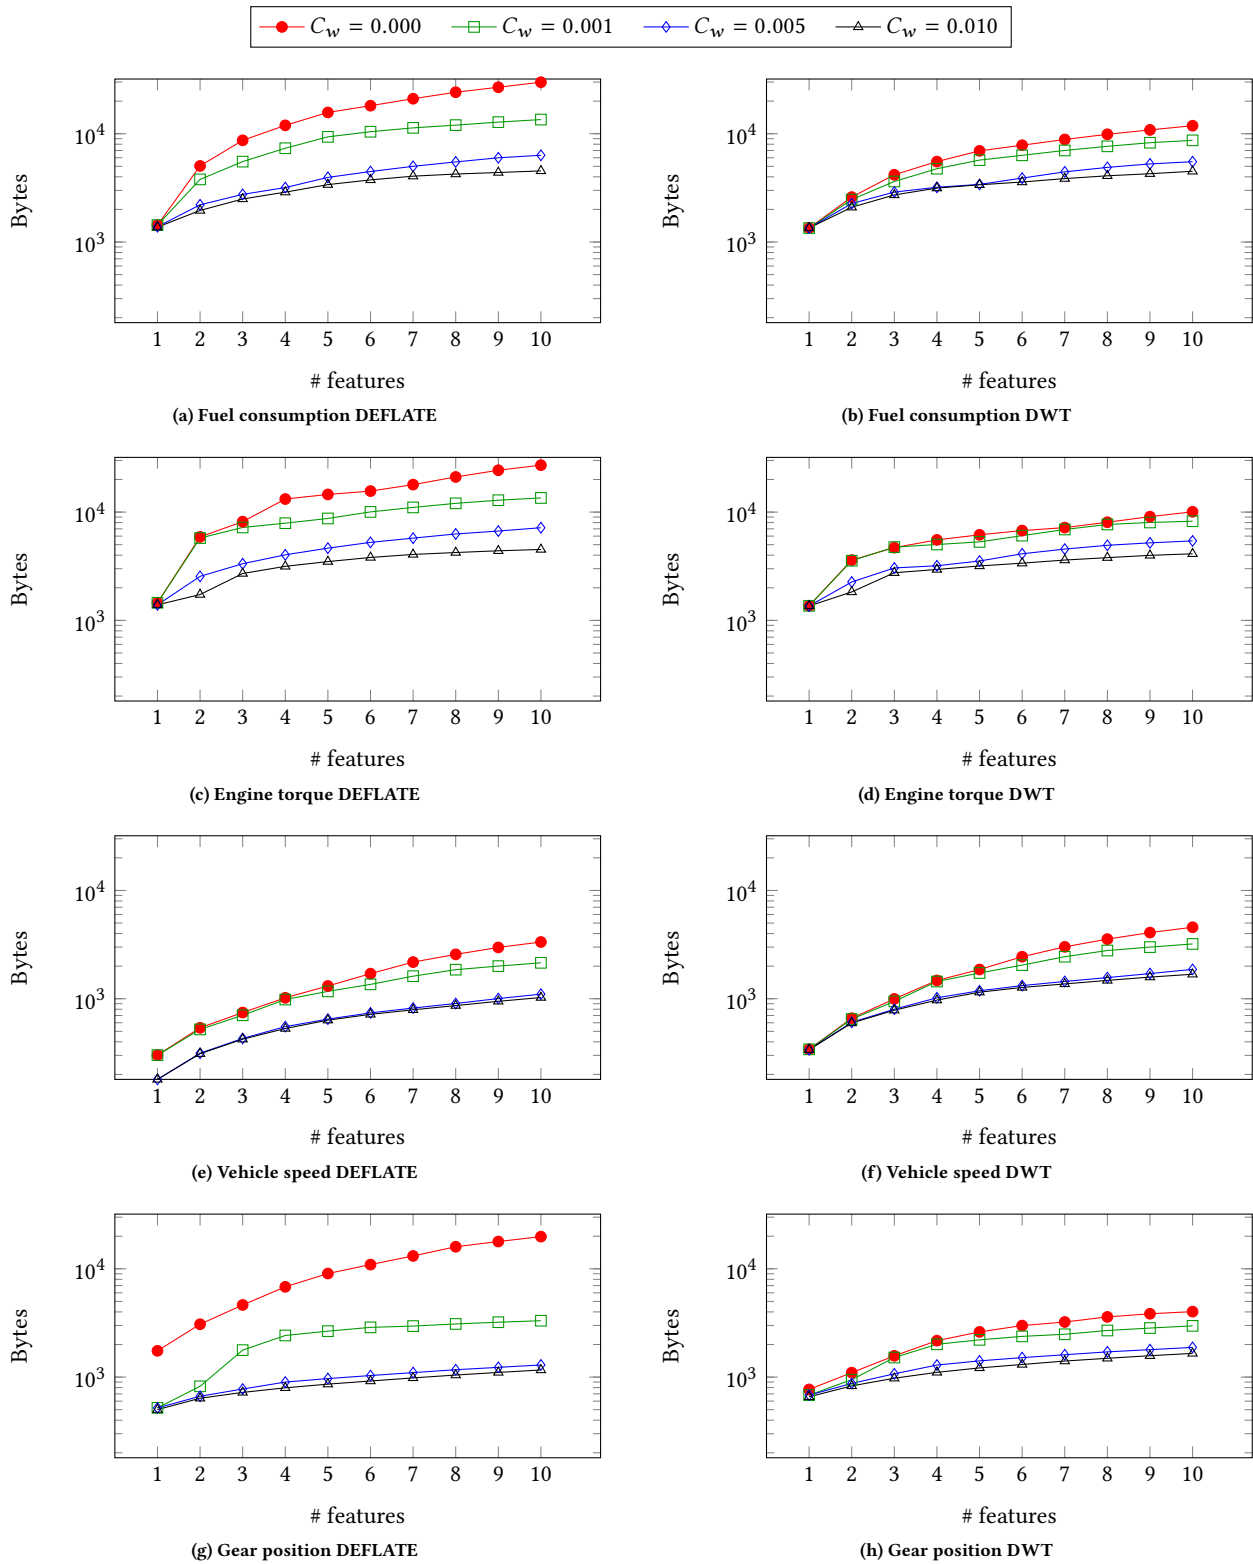 C_w = 0.000 C_w = 0.001 C_w = 0.005 C_w = 0.010
10^4
10^3
Bytes
1 2 3 4 5 6 7 8 9 10
# features
(a) Fuel consumption DEFLATE
10^4
10^3
Bytes
1 2 3 4 5 6 7 8 9 10
# features
(b) Fuel consumption DWT
10^4
10^3
Bytes
1 2 3 4 5 6 7 8 9 10
# features
(c) Engine torque DEFLATE
10^4
10^3
Bytes
1 2 3 4 5 6 7 8 9 10
# features
(d) Engine torque DWT
10^4
10^3
Bytes
1 2 3 4 5 6 7 8 9 10
# features
(e) Vehicle speed DEFLATE
10^4
10^3
Bytes
1 2 3 4 5 6 7 8 9 10
# features
(f) Vehicle speed DWT
10^4
10^3
Bytes
1 2 3 4 5 6 7 8 9 10
# features
(g) Gear position DEFLATE
10^4
10^3
Bytes
1 2 3 4 5 6 7 8 9 10
# features
(h) Gear position DWT